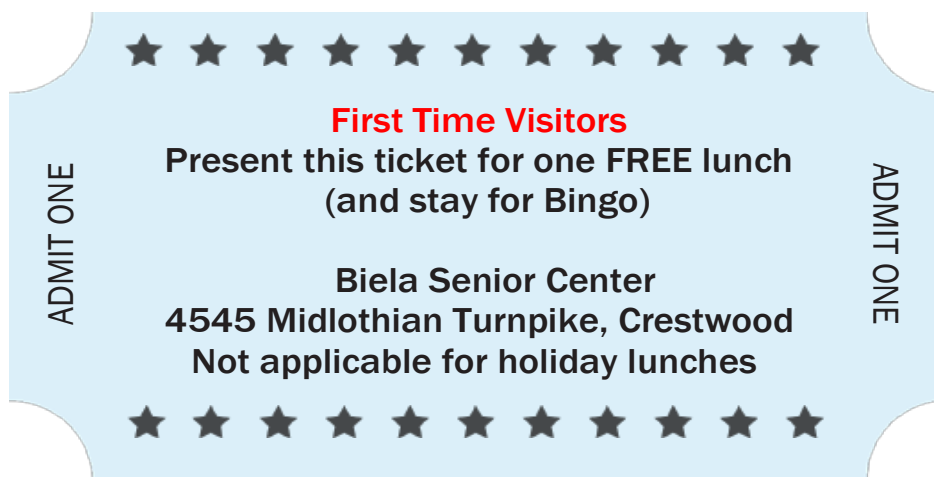 First Time Visitors
Present this ticket for one FREE lunch
(and stay for Bingo)
ADMIT ONE
ADMIT ONE
Biela Senior Center
4545 Midlothian Turnpike, Crestwood
Not applicable for holiday lunches